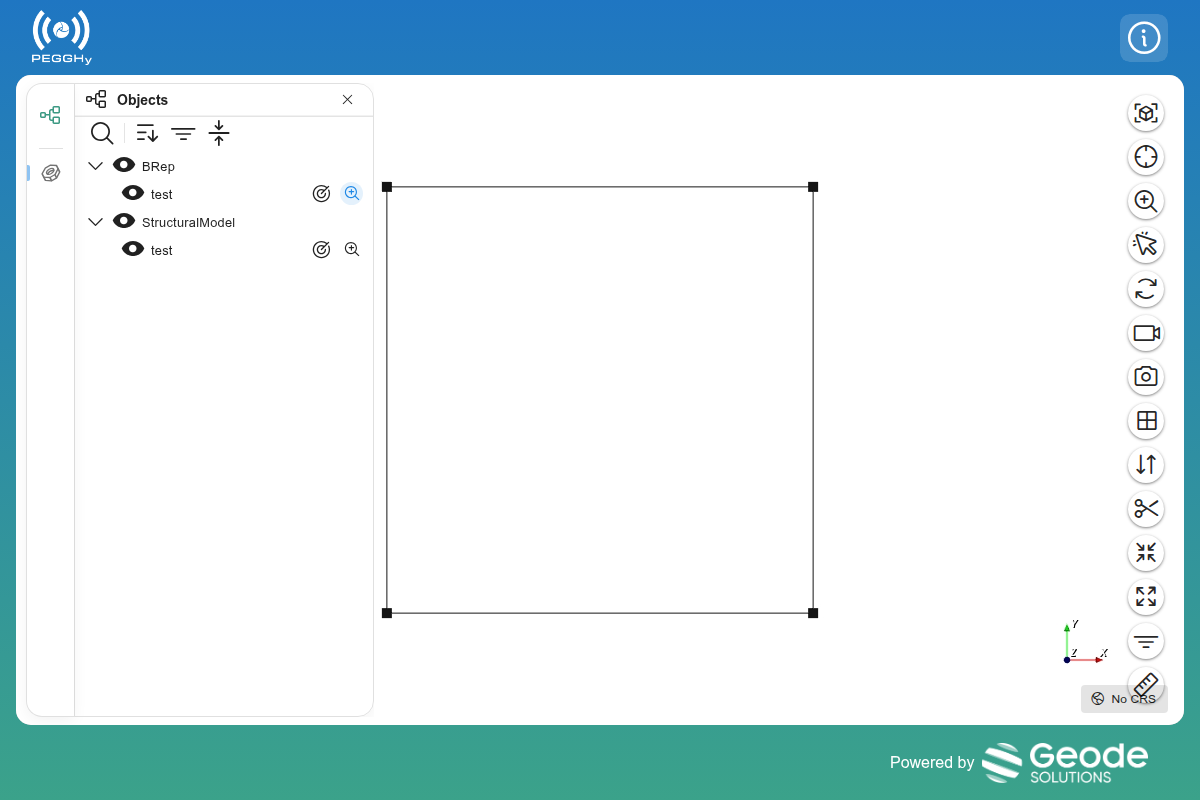 PEGGHy
Objects
BRep
test
StructuralModel
test
Y
Z
X
No CRS
Powered by
Geode
SOLUTIONS